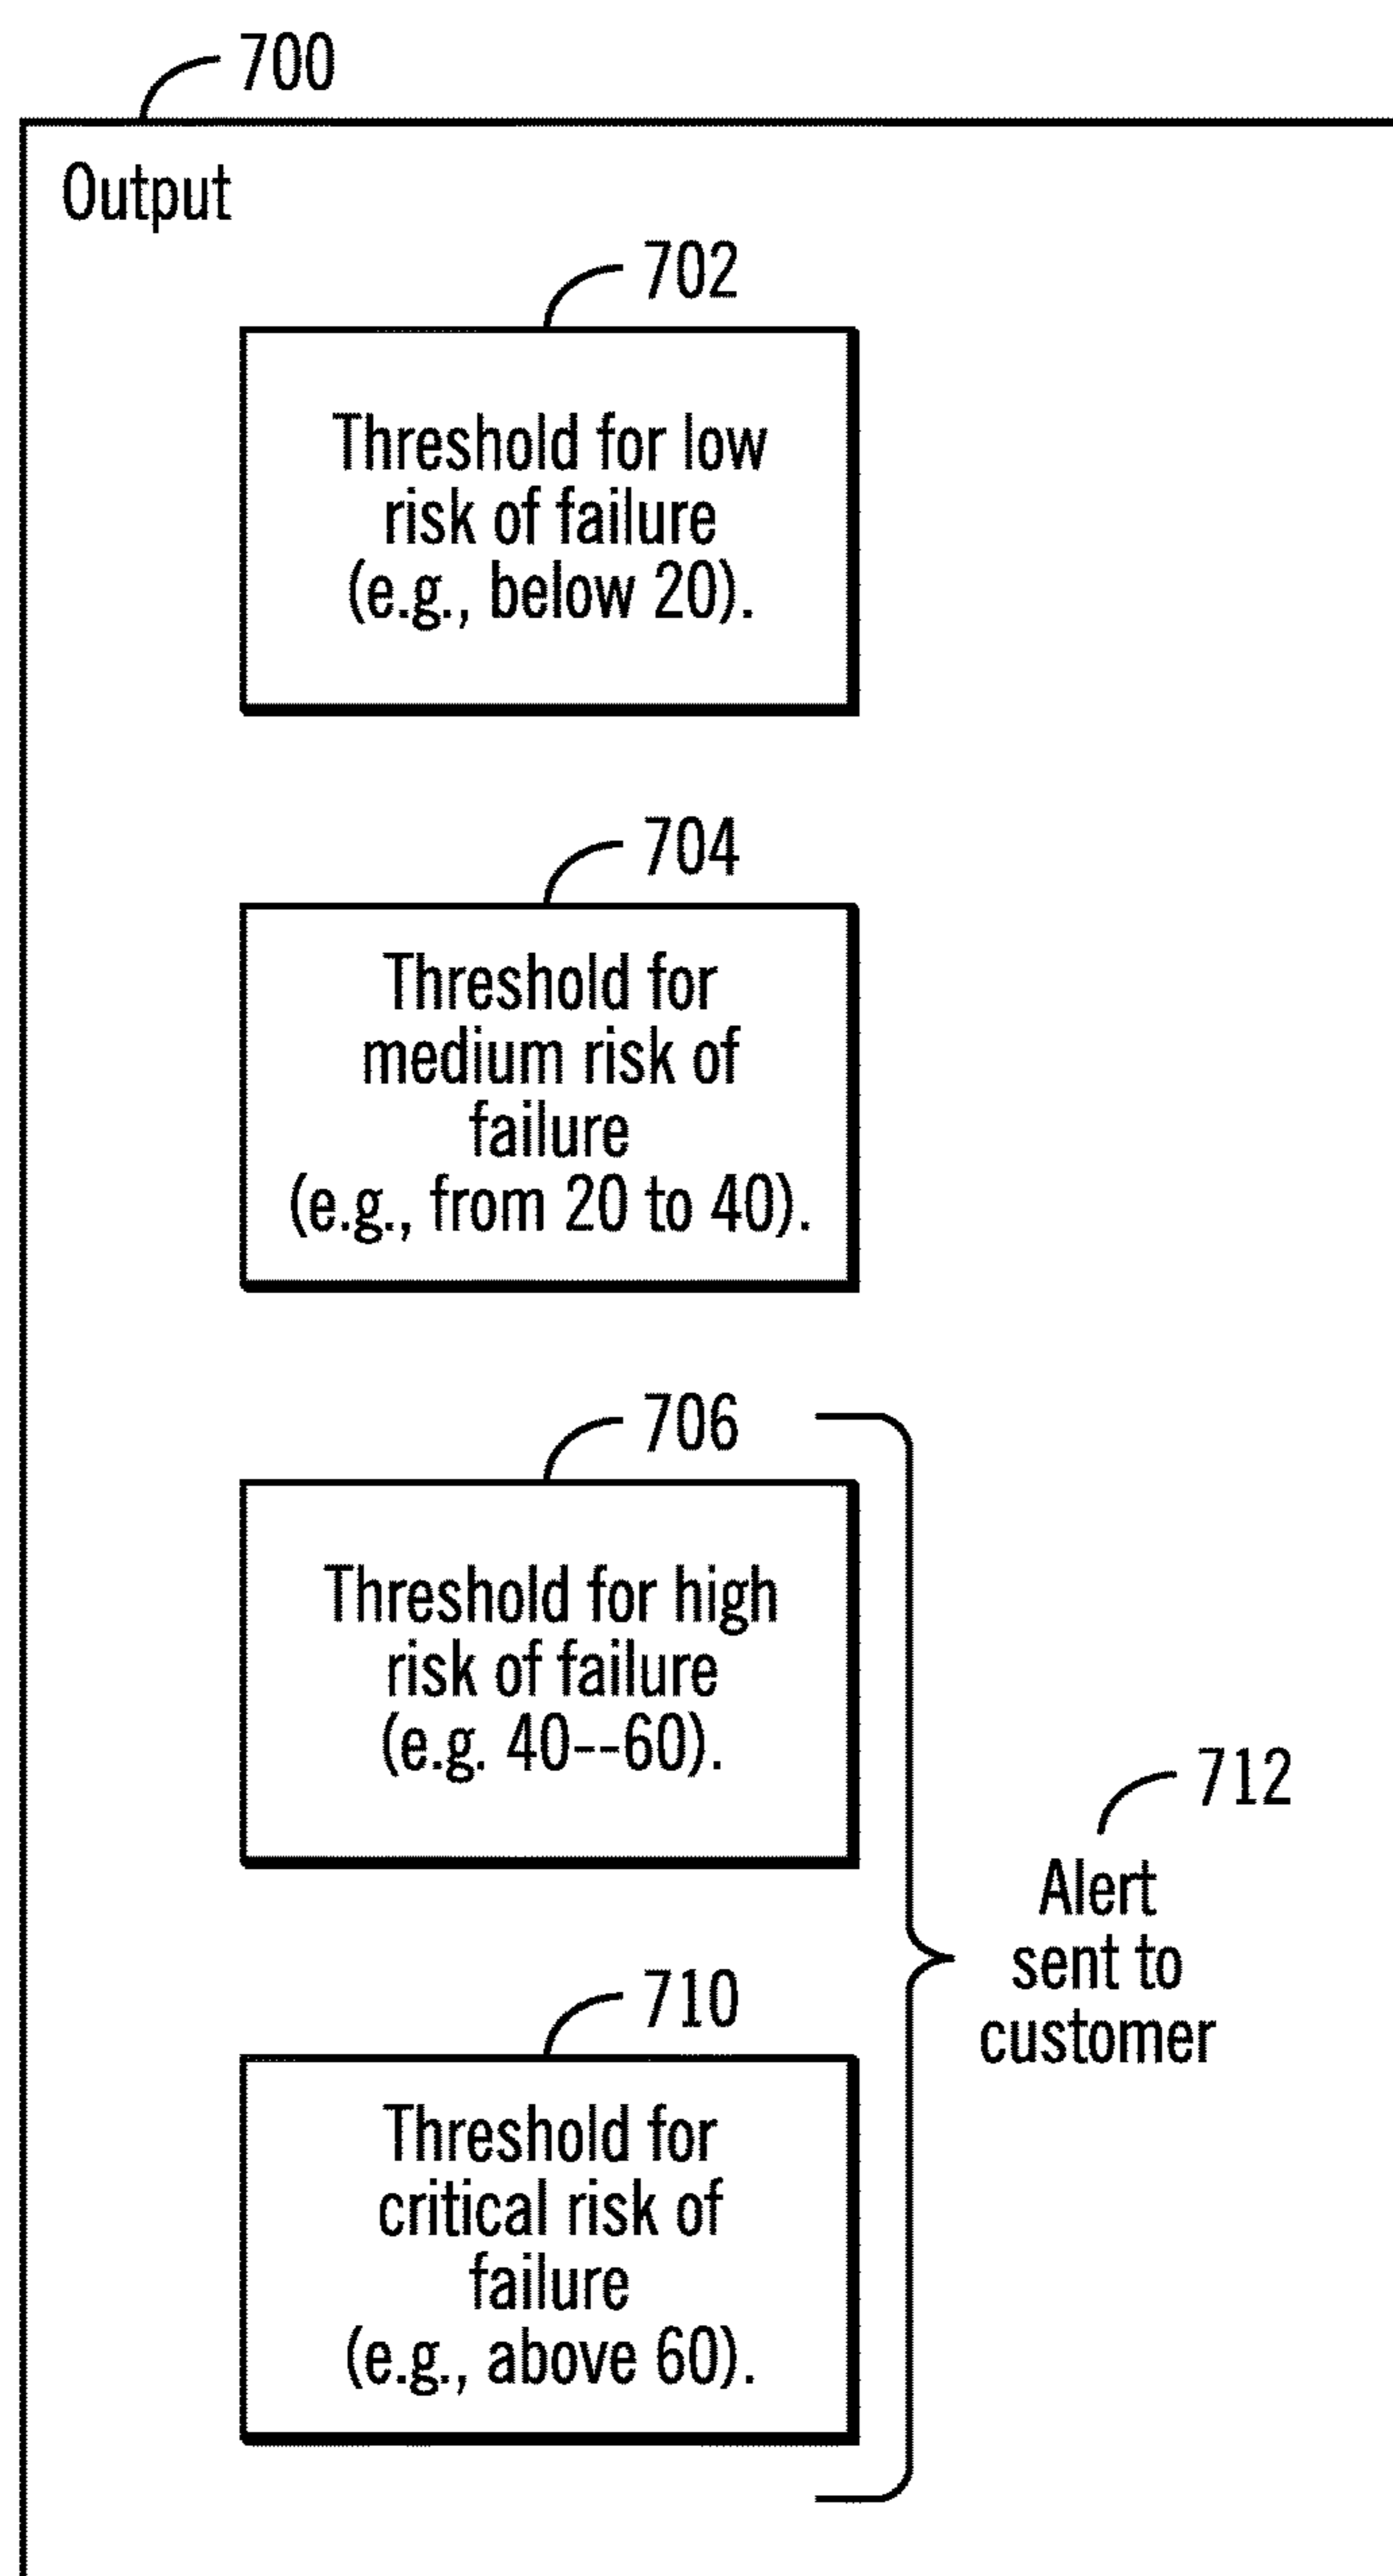 700
Output
702
Threshold for low
risk of failure
(e.g., below 20).
704
Threshold for
medium risk of
failure
(e.g., from 20 to 40).
706
Threshold for high
risk of failure
(e.g. 40--60).
712
Alert
sent to
customer
710
Threshold for
critical risk of
failure
(e.g., above 60).